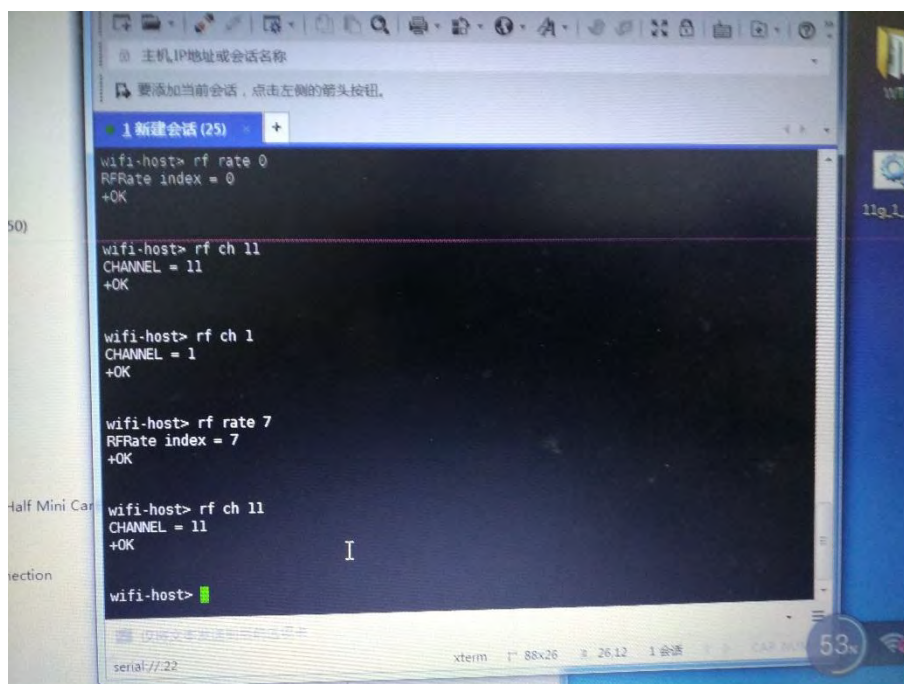 主机,IP地址或会话名称
要添加当前会话，点击左侧的箭头按钮。
1 新建会话 (25)
wifi-host> rf rate 0
RFRate index = 0
+OK
50)
wifi-host> rf ch 11
CHANNEL = 11
+OK
wifi-host> rf ch 1
CHANNEL = 1
+OK
wifi-host> rf rate 7
RFRate index = 7
+OK
Half Mini Car
wifi-host> rf ch 11
CHANNEL = 11
+OK
nection
wifi-host>
serial://:22
xterm
88x26
26,12
1 会话
CAP NUM
53
11g_1_